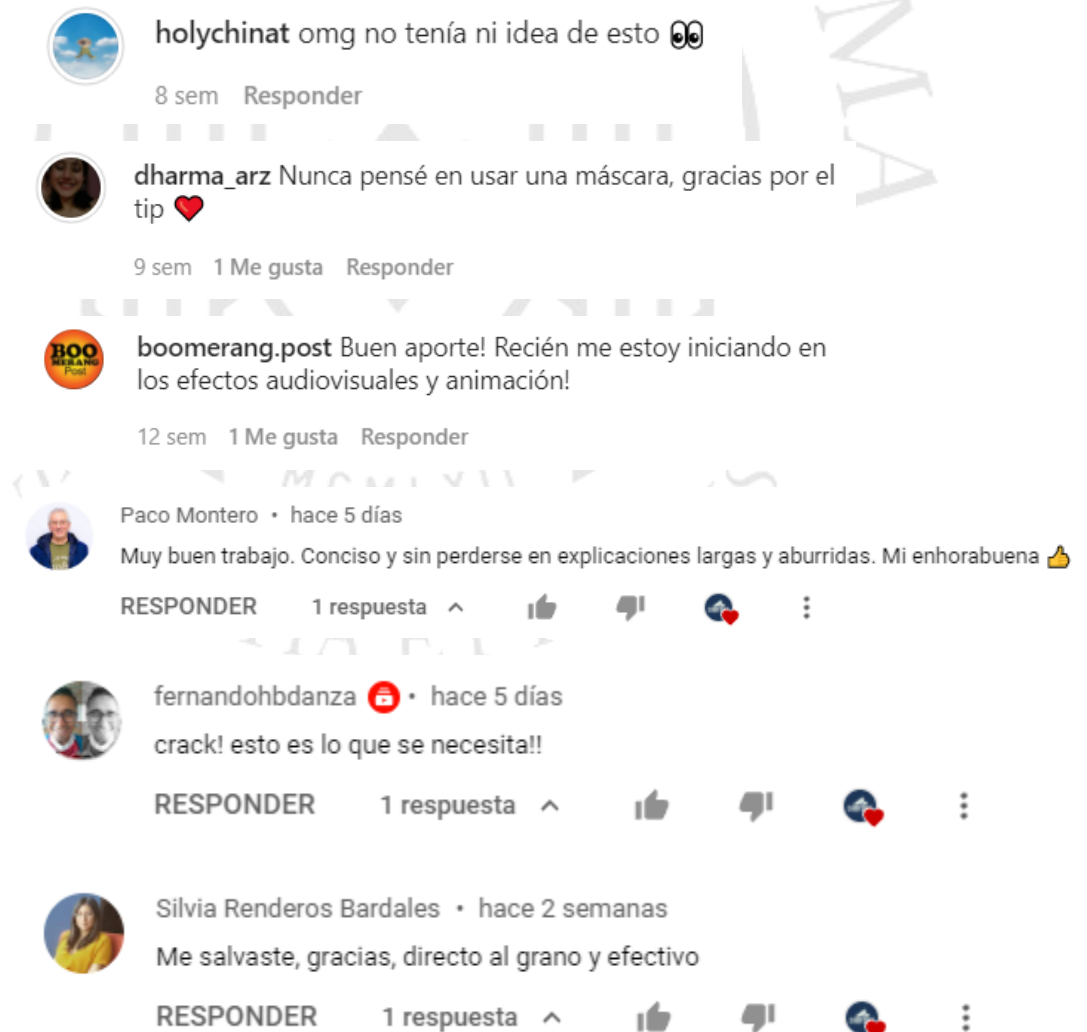 holychinat omg no tenía ni idea de esto 👀
8 sem Responder
MA
dharma_arz Nunca pensé en usar una máscara, gracias por el
tip ❤️
9 sem 1 Me gusta Responder
BOO
MERANG
Post
boomerang.post Buen aporte! Recién me estoy iniciando en
los efectos audiovisuales y animación!
12 sem 1 Me gusta Responder
MCMLXII
Paco Montero • hace 5 días
Muy buen trabajo. Conciso y sin perderse en explicaciones largas y aburridas. Mi enhorabuena 👍
RESPONDER 1 respuesta
fernandohbdanza • hace 5 días
crack! esto es lo que se necesita!!
RESPONDER 1 respuesta
Silvia Renderos Bardales • hace 2 semanas
Me salvaste, gracias, directo al grano y efectivo
RESPONDER 1 respuesta